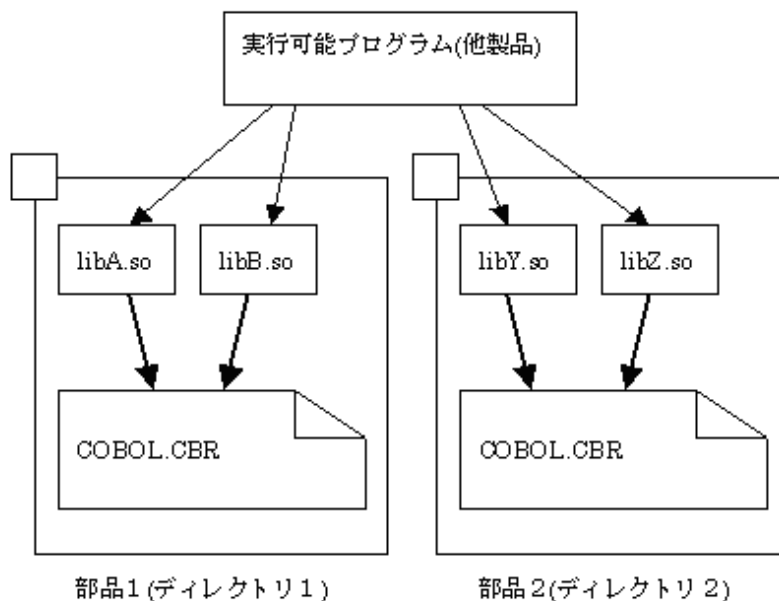 実行可能プログラム(他製品)
libA.so
libB.so
libY.so
libZ.so
COBOL.CBR
COBOL.CBR
部品1(ディレクトリ1)
部品2(ディレクトリ2)